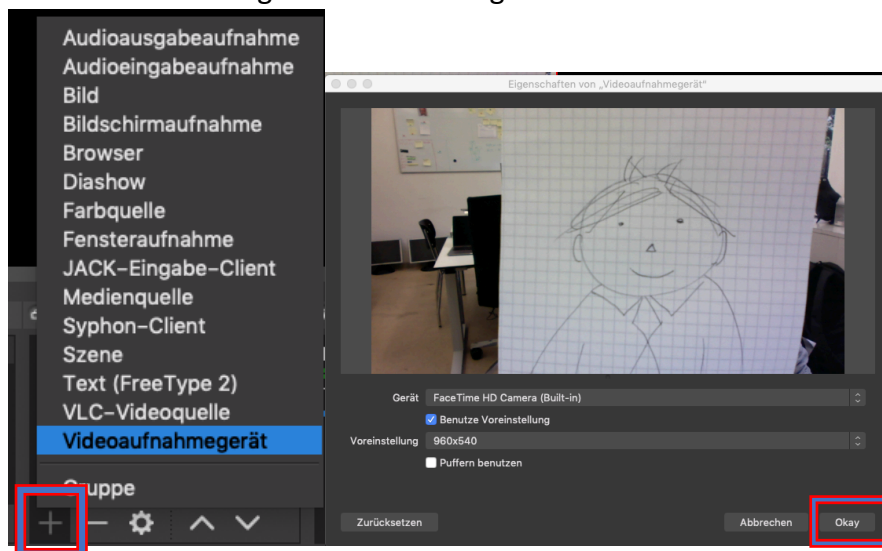 Audioausgabeaufnahme
Audioeingabeaufnahme
Bild
Bildschirmaufnahme
Browser
Diashow
Farbquelle
Fensteraufnahme
JACK-Eingabe-Client
Medienquelle
Syphon-Client
Szene
Text (FreeType 2)
VLC-Videoquelle
Videoaufnahmegerät
Gruppe
Eigenschaften von „Videoaufnahmegerät“
Gerät FaceTime HD Camera (Built-in)
Benutze Voreinstellung
Voreinstellung 960x540
Puffern benutzen
Zurücksetzen Abbrechen Okay